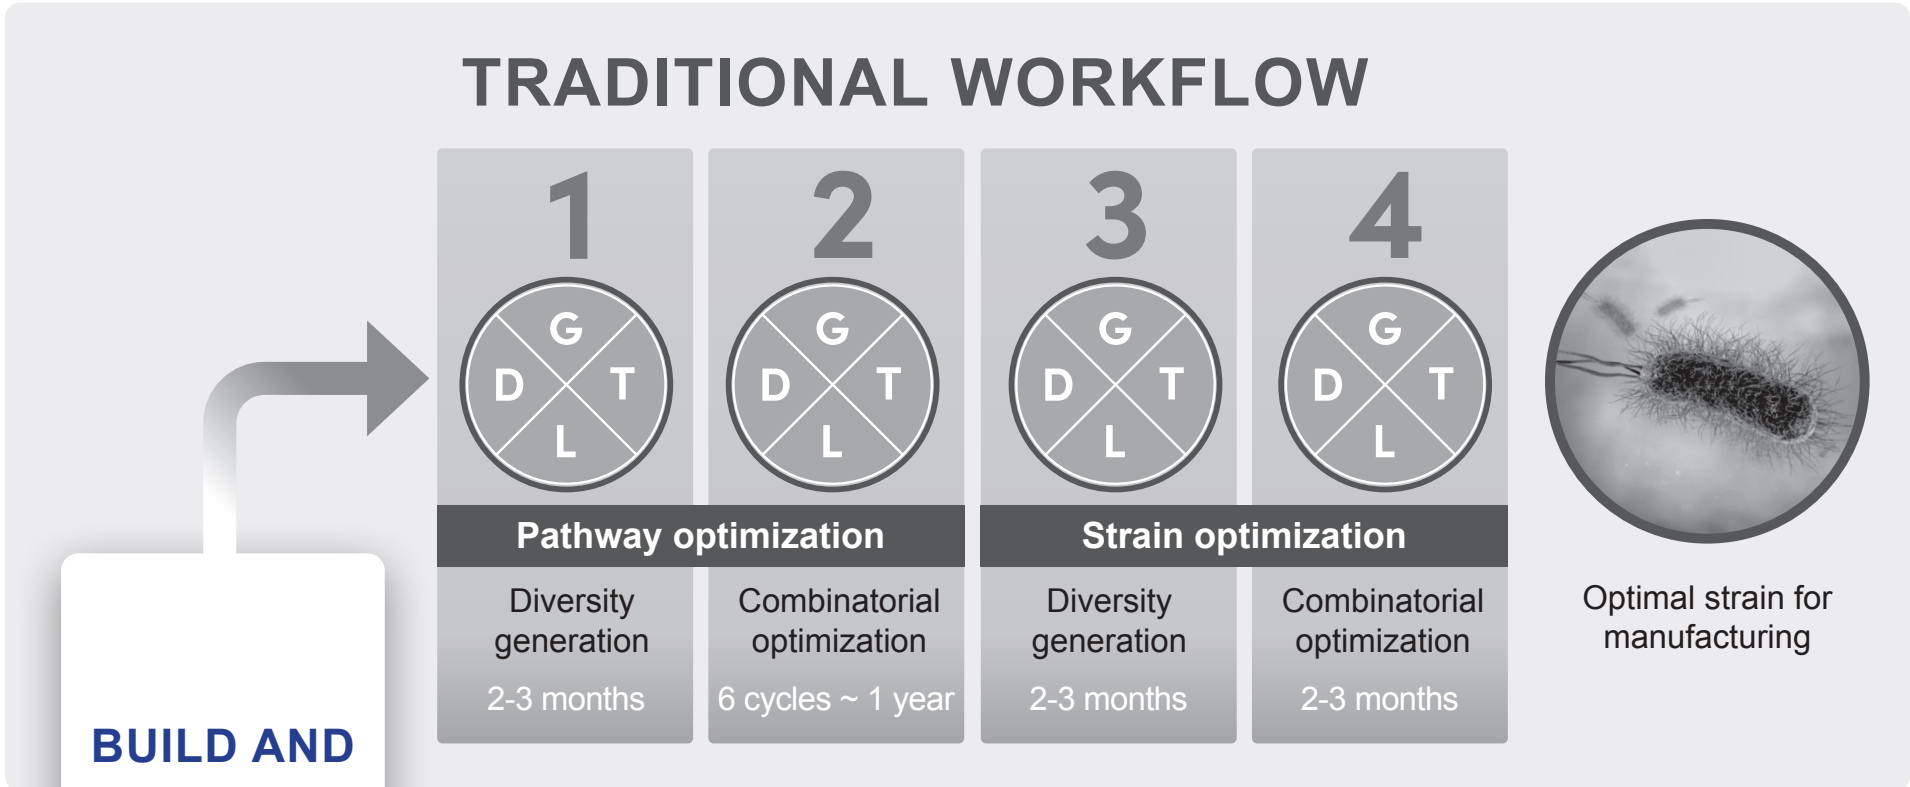 TRADITIONAL WORKFLOW
1
G
D T
L
2
G
D T
L
3
G
D T
L
4
G
D T
L
Pathway optimization
Strain optimization
Diversity
generation
2-3 months
Combinatorial
optimization
6 cycles ~ 1 year
Diversity
generation
2-3 months
Combinatorial
optimization
2-3 months
Optimal strain for
manufacturing
BUILD AND